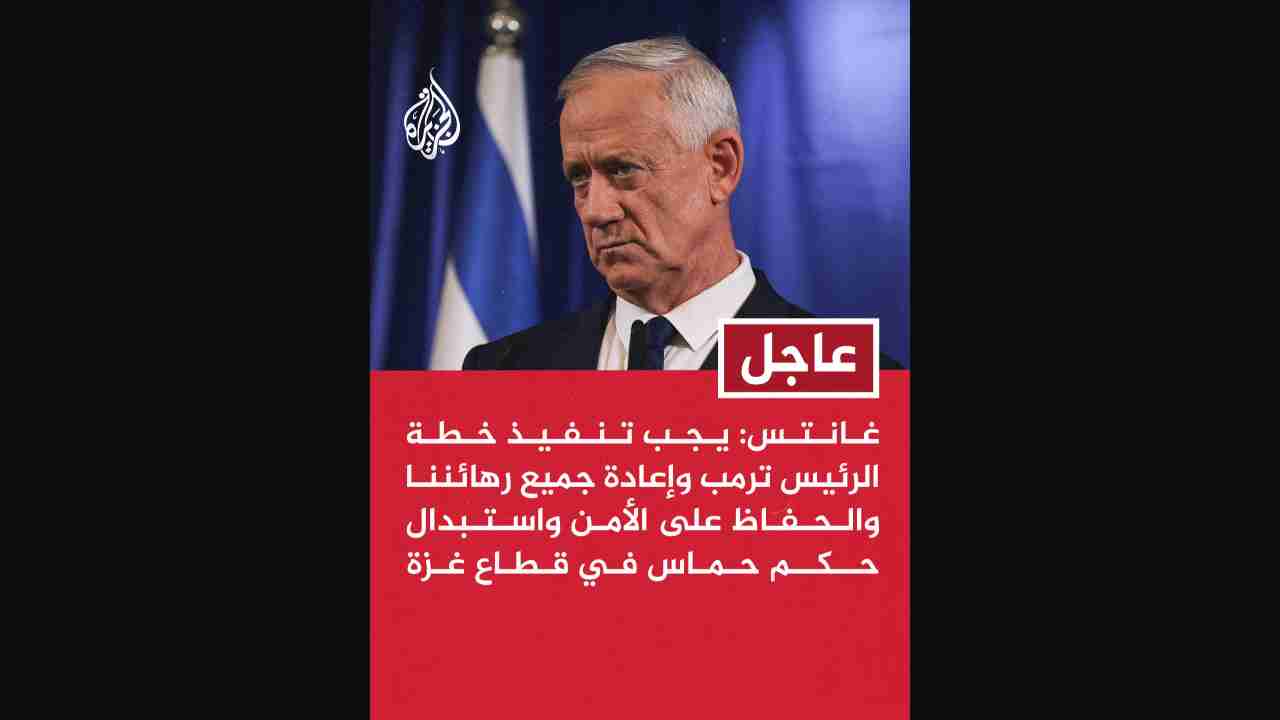 الجزيرة
عاجل
غانتس: يجب تنفيذ خطة
الرئيس ترمب وإعادة جميع رهائننا
والحفاظ على الأمن واستبدال
حكم حماس في قطاع غزة